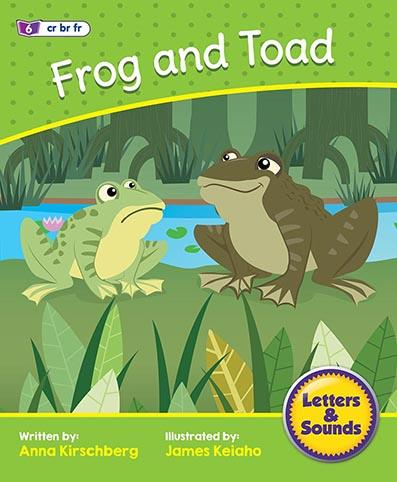 6 cr br fr
Frog and Toad
Letters
&
Sounds
Written by:
Anna Kirschberg
Illustrated by:
James Keiaho